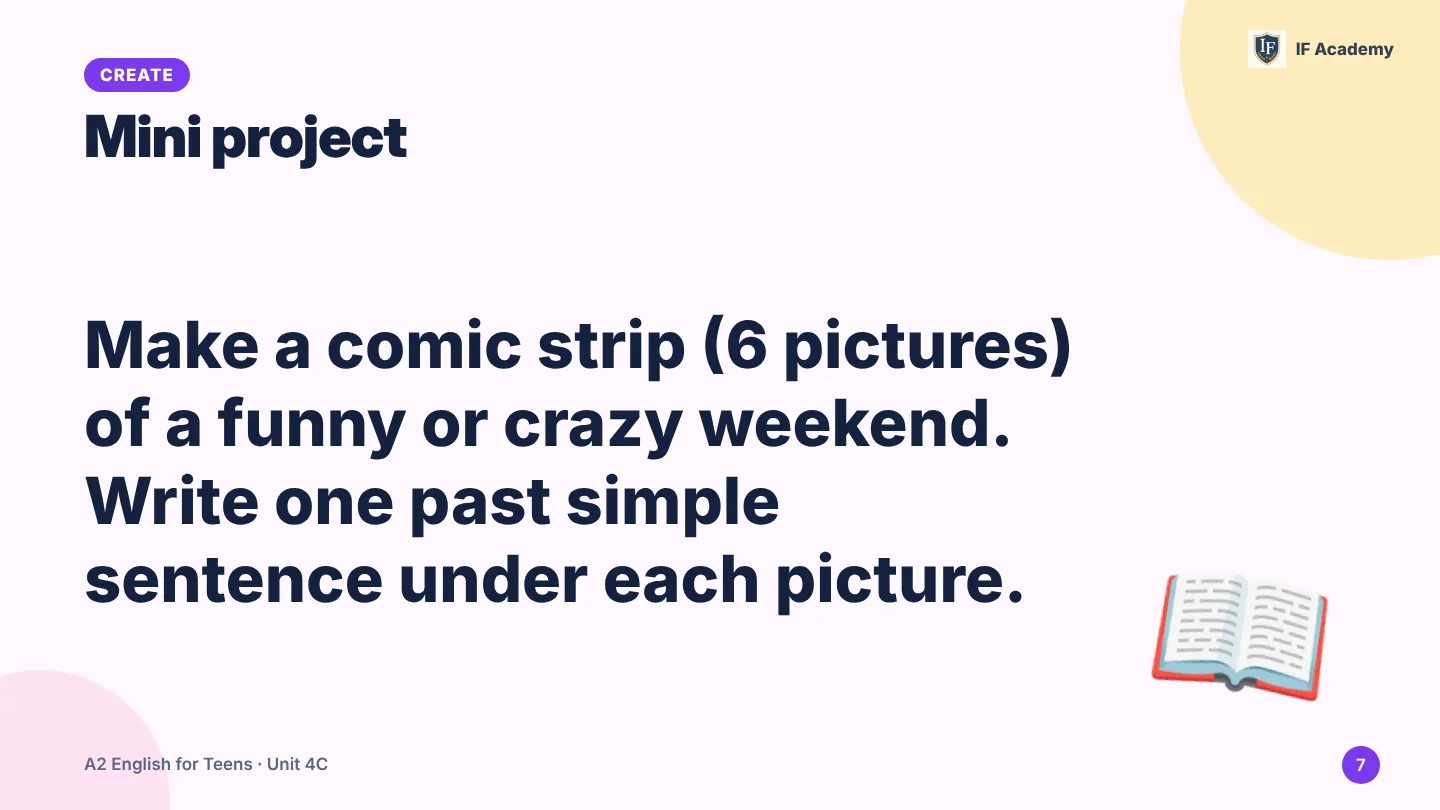 IF Academy
CREATE
Mini project
Make a comic strip (6 pictures)
of a funny or crazy weekend.
Write one past simple
sentence under each picture.
A2 English for Teens · Unit 4C
7